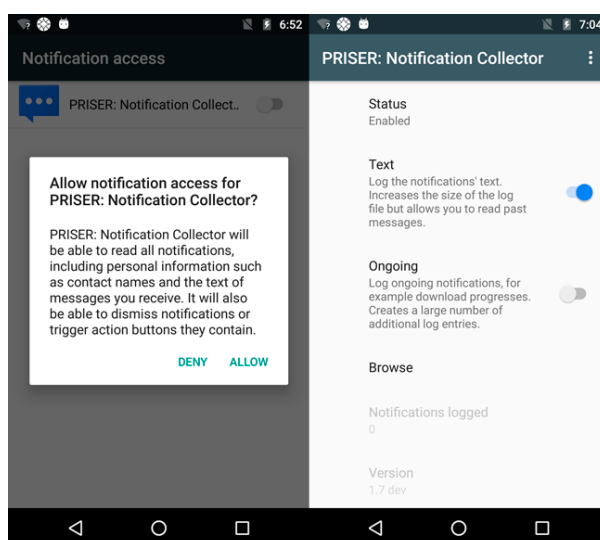 6:52
Notification access
PRISER: Notification Collect..
Allow notification access for
PRISER: Notification Collector?
PRISER: Notification Collector will
be able to read all notifications,
including personal information such
as contact names and the text of
messages you receive. It will also
be able to dismiss notifications or
trigger action buttons they contain.
DENY ALLOW
7:04
PRISER: Notification Collector
Status
Enabled
Text
Log the notifications' text.
Increases the size of the log
file but allows you to read past
messages.
Ongoing
Log ongoing notifications, for
example download progresses.
Creates a large number of
additional log entries.
Browse
Notifications logged
0
Version
1.7 dev